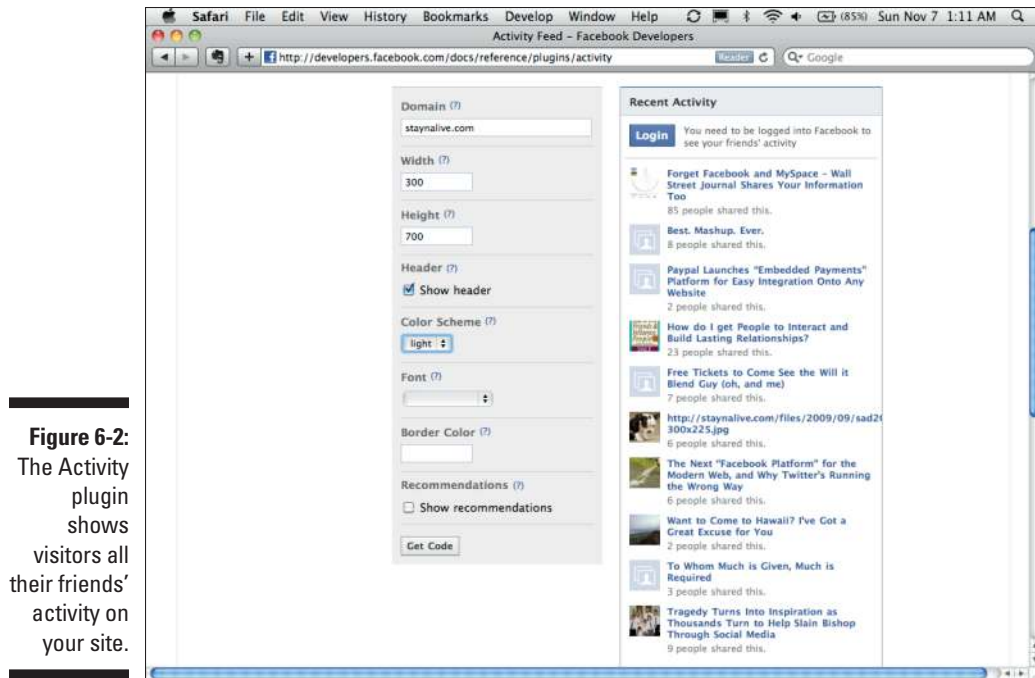 Safari File Edit View History Bookmarks Develop Window Help (85%) Sun Nov 7 1:11 AM
Activity Feed – Facebook Developers
http://developers.facebook.com/docs/reference/plugins/activity Reader Google
Domain (?)
staynalive.com
Width (?)
300
Height (?)
700
Header (?)
Show header
Color Scheme (?)
light
Font (?)
Border Color (?)
Recommendations (?)
Show recommendations
Get Code
Recent Activity
Login
You need to be logged into Facebook to
see your friends' activity
Forget Facebook and MySpace – Wall
Street Journal Shares Your Information
Too
85 people shared this.
Best. Mashup. Ever.
8 people shared this.
Paypal Launches "Embedded Payments"
Platform for Easy Integration Onto Any
Website
2 people shared this.
How do I get People to Interact and
Build Lasting Relationships?
23 people shared this.
Free Tickets to Come See the Will it
Blend Guy (oh, and me)
7 people shared this.
http://staynalive.com/files/2009/09/sad20
300x225.jpg
6 people shared this.
The Next "Facebook Platform" for the
Modern Web, and Why Twitter's Running
the Wrong Way
6 people shared this.
Want to Come to Hawaii? I've Got a
Great Excuse for You
2 people shared this.
To Whom Much is Given, Much is
Required
3 people shared this.
Tragedy Turns Into Inspiration as
Thousands Turn to Help Slain Bishop
Through Social Media
9 people shared this.
Figure 6-2:
The Activity
plugin
shows
visitors all
their friends'
activity on
your site.